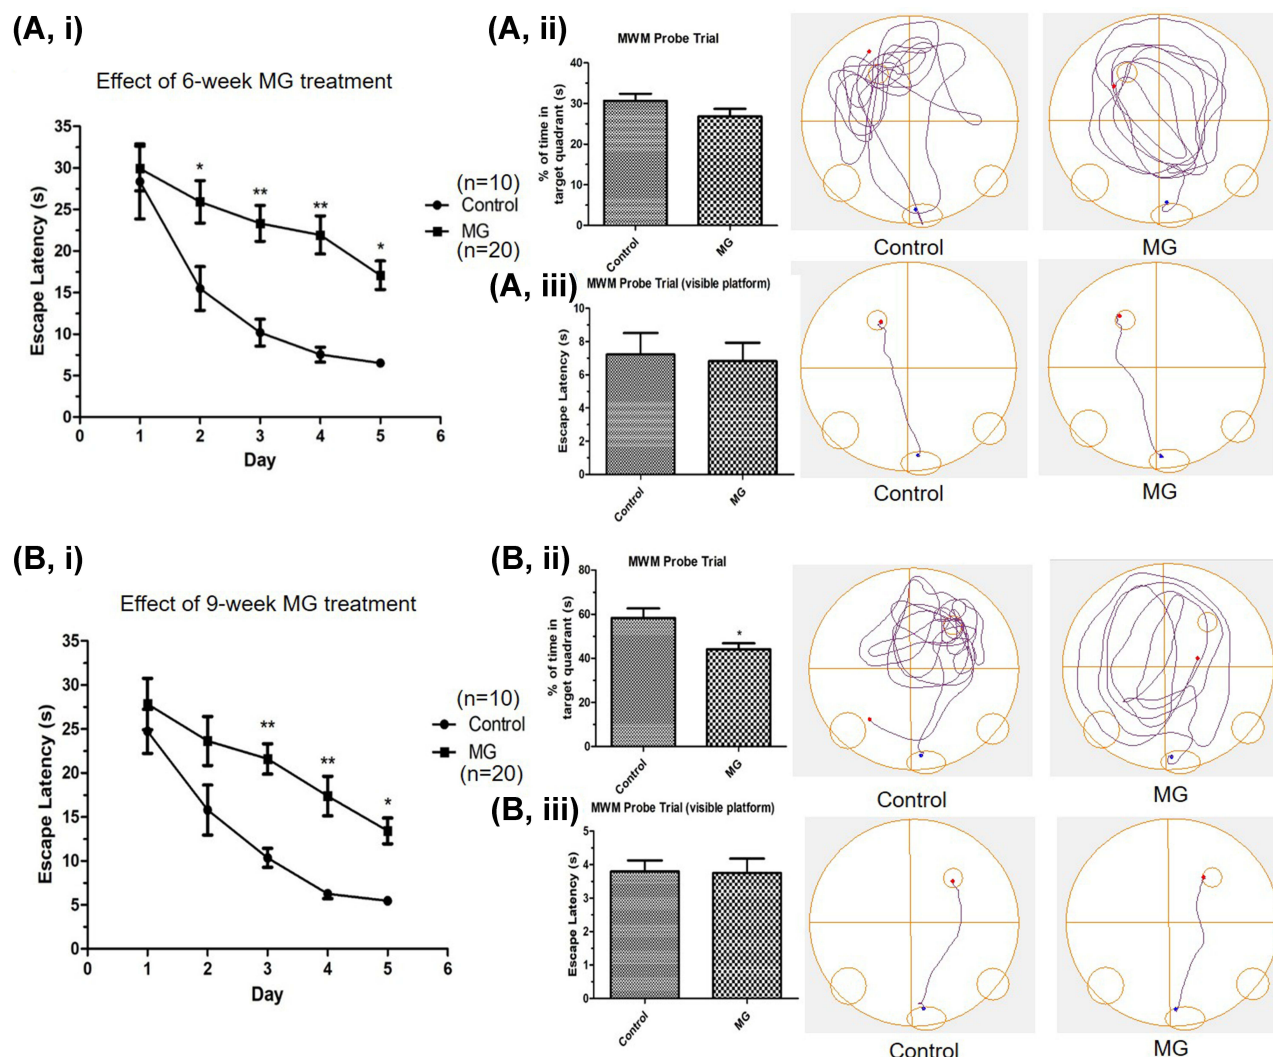 (A, i)
Effect of 6-week MG treatment
35
30
25
20
15
10
5
0
Escape Latency (s)
*
**
**
*
(n=10)
Control
MG
(n=20)
0
1
2
3
4
5
6
Day
(A, ii)
MWM Probe Trial
40
30
20
10
0
% of time in
target quadrant (s)
Control
MG
Control
MG
(A, iii)
MWM Probe Trial (visible platform)
10
8
6
4
2
0
Escape Latency (s)
Control
MG
Control
MG
(B, i)
Effect of 9-week MG treatment
35
30
25
20
15
10
5
0
Escape Latency (s)
**
**
*
(n=10)
Control
MG
(n=20)
0
1
2
3
4
5
6
Day
(B, ii)
MWM Probe Trial
80
60
40
20
0
% of time in
target quadrant (s)
*
Control
MG
Control
MG
(B, iii)
MWM Probe Trial (visible platform)
5
4
3
2
1
0
Escape Latency (s)
Control
MG
Control
MG